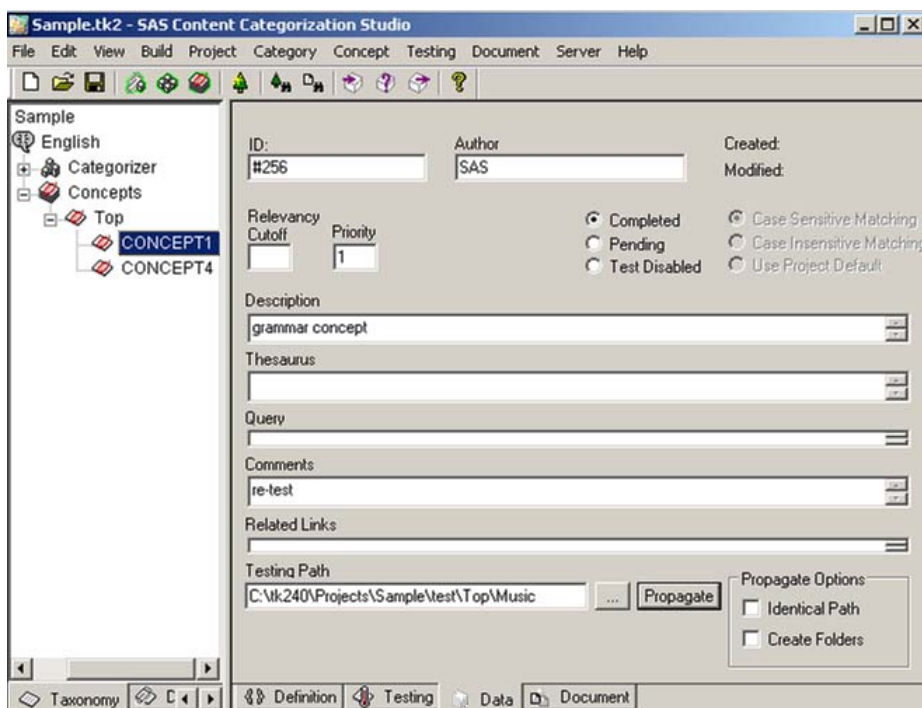 Sample.tk2 - SAS Content Categorization Studio
File Edit View Build Project Category Concept Testing Document Server Help
Sample
English
Categorizer
Concepts
Top
CONCEPT1
CONCEPT4
ID:
#256
Author
SAS
Created:
Modified:
Relevancy
Cutoff
Priority
1
Completed
Pending
Test Disabled
Case Sensitive Matching
Case Insensitive Matching
Use Project Default
Description
grammar concept
Thesaurus
Query
Comments
re-test
Related Links
Testing Path
C:\tk240\Projects\Sample\test\Top\Music
...
Propagate
Propagate Options
Identical Path
Create Folders
Taxonomy
Definition Testing Data Document